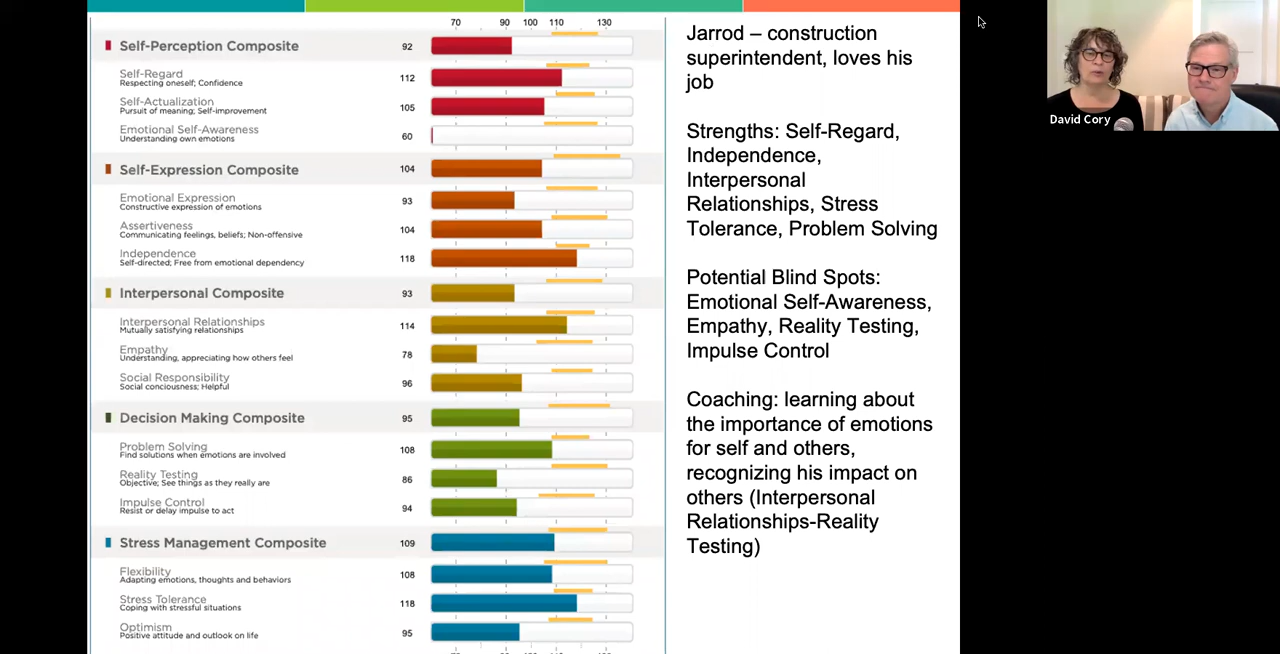 70 90 100 110 130
Self-Perception Composite 92
Self-Regard 112
Respecting oneself; Confidence
Self-Actualization 105
Pursuit of meaning; Self-improvement
Emotional Self-Awareness 60
Understanding own emotions
Self-Expression Composite 104
Emotional Expression 93
Constructive expression of emotions
Assertiveness 104
Communicating feelings, beliefs; Non-offensive
Independence 118
Self-directed; Free from emotional dependency
Interpersonal Composite 93
Interpersonal Relationships 114
Mutually satisfying relationships
Empathy 78
Understanding, appreciating how others feel
Social Responsibility 96
Social conciousness; Helpful
Decision Making Composite 95
Problem Solving 108
Find solutions when emotions are involved
Reality Testing 86
Objective; See things as they really are
Impulse Control 94
Resist or delay impulse to act
Stress Management Composite 109
Flexibility 108
Adapting emotions, thoughts and behaviors
Stress Tolerance 118
Coping with stressful situations
Optimism 95
Positive attitude and outlook on life
Jarrod – construction
superintendent, loves his
job
Strengths: Self-Regard,
Independence,
Interpersonal
Relationships, Stress
Tolerance, Problem Solving
Potential Blind Spots:
Emotional Self-Awareness,
Empathy, Reality Testing,
Impulse Control
Coaching: learning about
the importance of emotions
for self and others,
recognizing his impact on
others (Interpersonal
Relationships-Reality
Testing)
David Cory